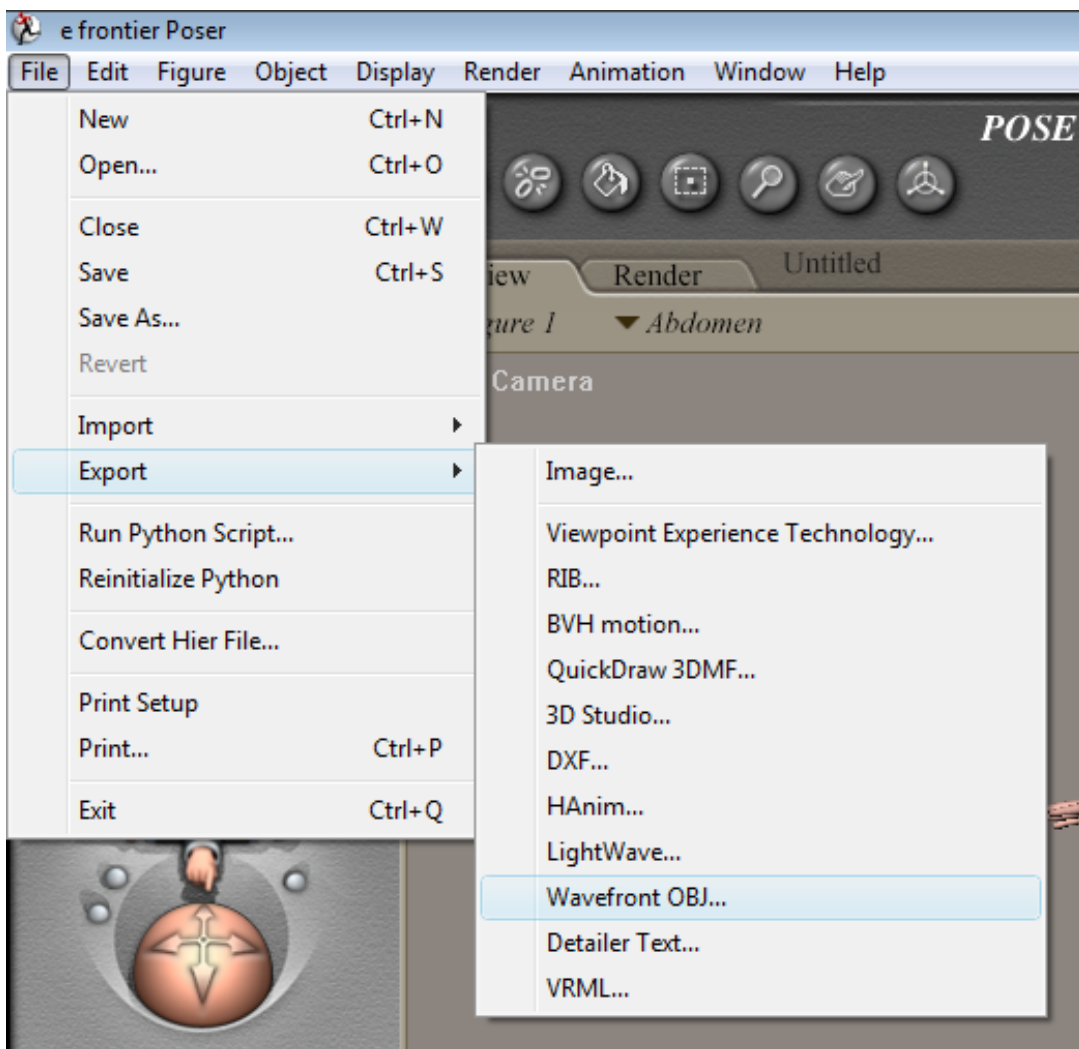 e frontier Poser
File Edit Figure Object Display Render Animation Window Help
New Ctrl+N
Open... Ctrl+O
Close Ctrl+W
Save Ctrl+S
Save As...
Revert
Import
Export
Run Python Script...
Reinitialize Python
Convert Hier File...
Print Setup
Print... Ctrl+P
Exit Ctrl+Q
POSE
iew Render Untitled
gure 1 Abdomen
Camera
Image...
Viewpoint Experience Technology...
RIB...
BVH motion...
QuickDraw 3DMF...
3D Studio...
DXF...
HAnim...
LightWave...
Wavefront OBJ...
Detailer Text...
VRML...